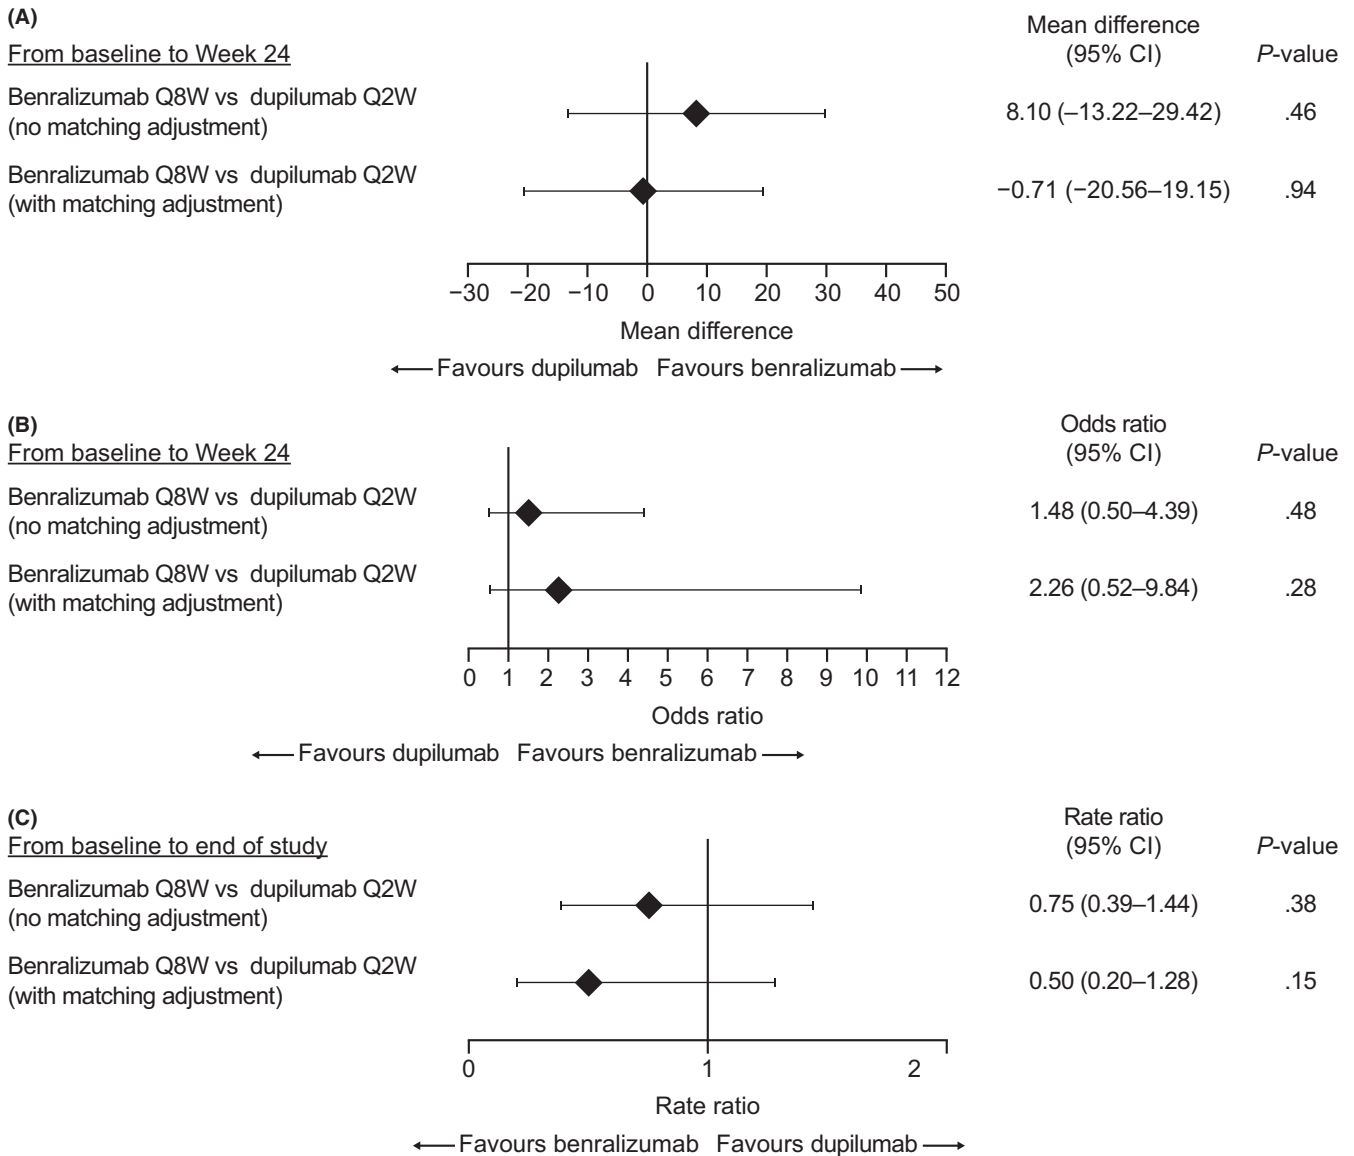 (A)
From baseline to Week 24
Mean difference
(95% CI)
P-value
Benralizumab Q8W vs dupilumab Q2W
(no matching adjustment)
8.10 (–13.22–29.42)
.46
Benralizumab Q8W vs dupilumab Q2W
(with matching adjustment)
−0.71 (−20.56–19.15)
.94
−30 −20 −10 0 10 20 30 40 50
Mean difference
Favours dupilumab Favours benralizumab
(B)
From baseline to Week 24
Odds ratio
(95% CI)
P-value
Benralizumab Q8W vs dupilumab Q2W
(no matching adjustment)
1.48 (0.50–4.39)
.48
Benralizumab Q8W vs dupilumab Q2W
(with matching adjustment)
2.26 (0.52–9.84)
.28
0 1 2 3 4 5 6 7 8 9 10 11 12
Odds ratio
Favours dupilumab Favours benralizumab
(C)
From baseline to end of study
Rate ratio
(95% CI)
P-value
Benralizumab Q8W vs dupilumab Q2W
(no matching adjustment)
0.75 (0.39–1.44)
.38
Benralizumab Q8W vs dupilumab Q2W
(with matching adjustment)
0.50 (0.20–1.28)
.15
0 1 2
Rate ratio
Favours benralizumab Favours dupilumab